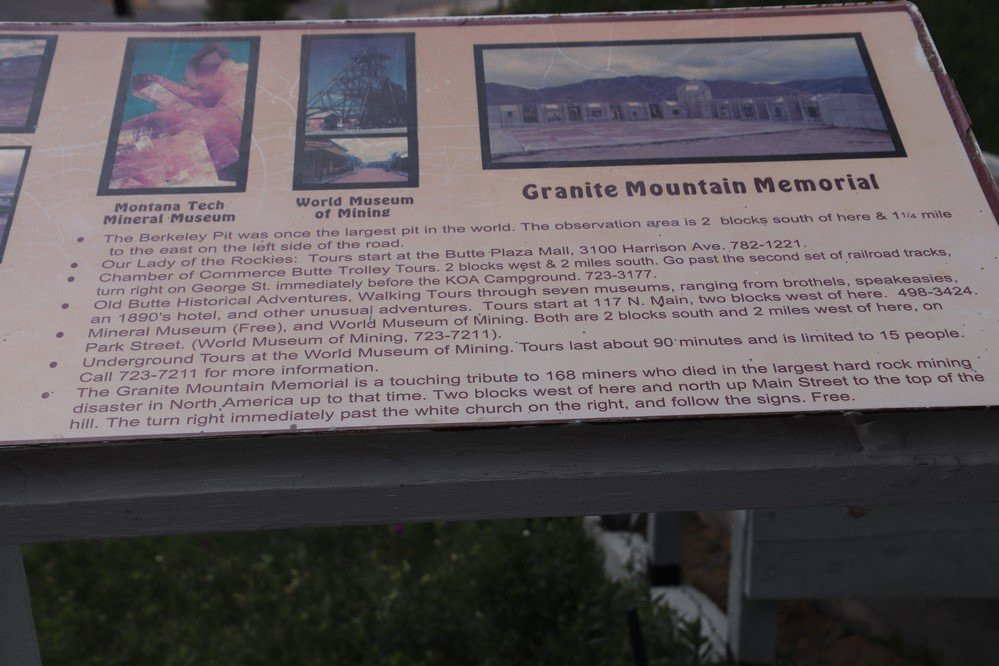 Montana Tech
Mineral Museum
World Museum
of Mining
Granite Mountain Memorial
• The Berkeley Pit was once the largest pit in the world. The observation area is 2 blocks south of here & 1 1/4 mile
to the east on the left side of the road.
• Our Lady of the Rockies: Tours start at the Butte Plaza Mall, 3100 Harrison Ave. 782-1221.
• Chamber of Commerce Butte Trolley Tours. 2 blocks west & 2 miles south. Go past the second set of railroad tracks,
turn right on George St. immediately before the KOA Campground. 723-3177.
• Old Butte Historical Adventures, Walking Tours through seven museums, ranging from brothels, speakeasies,
an 1890's hotel, and other unusual adventures. Tours start at 117 N. Main, two blocks west of here. 498-3424.
• Mineral Museum (Free), and World Museum of Mining. Both are 2 blocks south and 2 miles west of here, on
Park Street. (World Museum of Mining, 723-7211).
• Underground Tours at the World Museum of Mining. Tours last about 90 minutes and is limited to 15 people.
Call 723-7211 for more information.
• The Granite Mountain Memorial is a touching tribute to 168 miners who died in the largest hard rock mining
disaster in North America up to that time. Two blocks west of here and north up Main Street to the top of the
hill. The turn right immediately past the white church on the right, and follow the signs. Free.